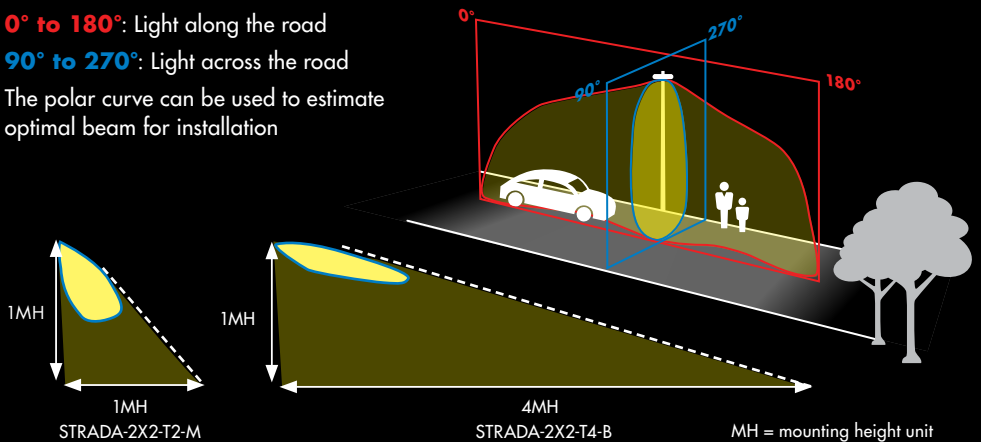 0° to 180°: Light along the road
90° to 270°: Light across the road
The polar curve can be used to estimate
optimal beam for installation
0°
270°
90°
180°
1MH
1MH
1MH
4MH
STRADA-2X2-T2-M
STRADA-2X2-T4-B
MH = mounting height unit